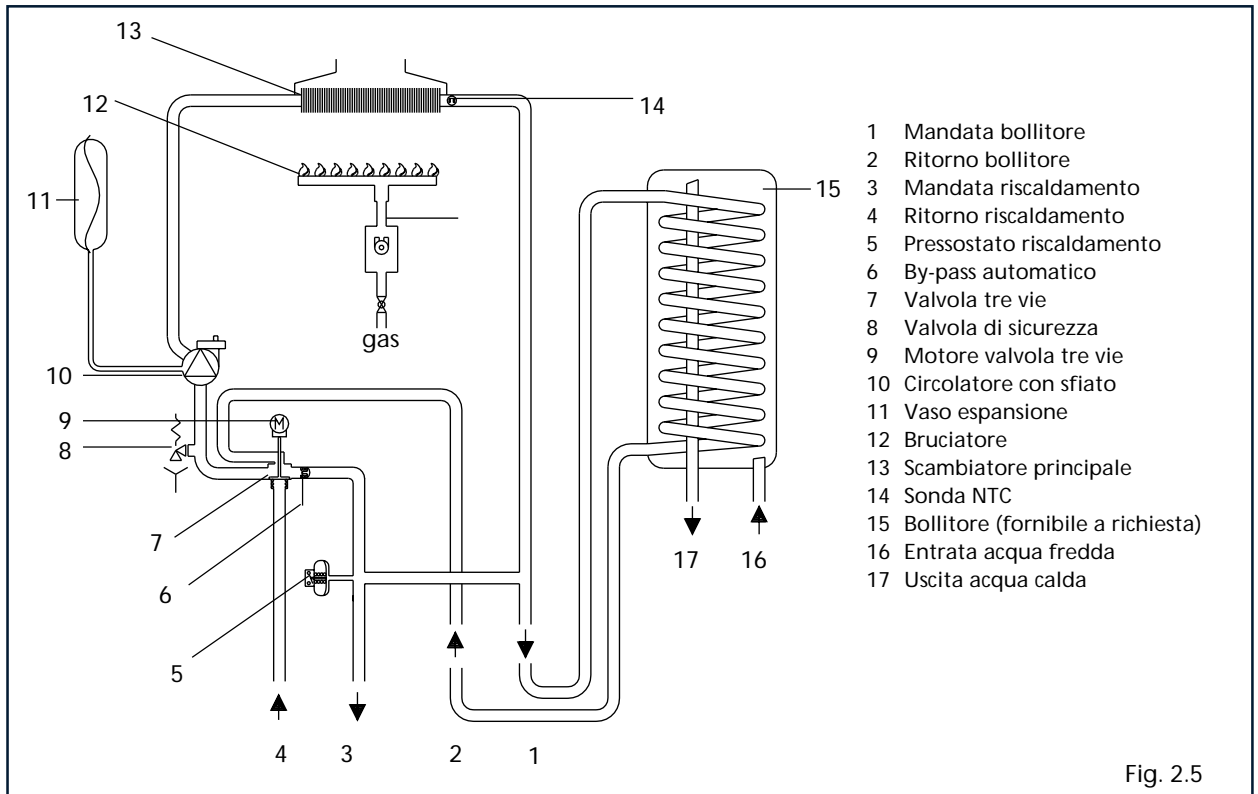 13
12
14
11
15
gas
10
9
8
7
6
5
17
16
4
3
2
1
1 Mandata bollitore
2 Ritorno bollitore
3 Mandata riscaldamento
4 Ritorno riscaldamento
5 Pressostato riscaldamento
6 By-pass automatico
7 Valvola tre vie
8 Valvola di sicurezza
9 Motore valvola tre vie
10 Circolatore con sfiato
11 Vaso espansione
12 Bruciatore
13 Scambiatore principale
14 Sonda NTC
15 Bollitore (fornibile a richiesta)
16 Entrata acqua fredda
17 Uscita acqua calda
M
Fig. 2.5